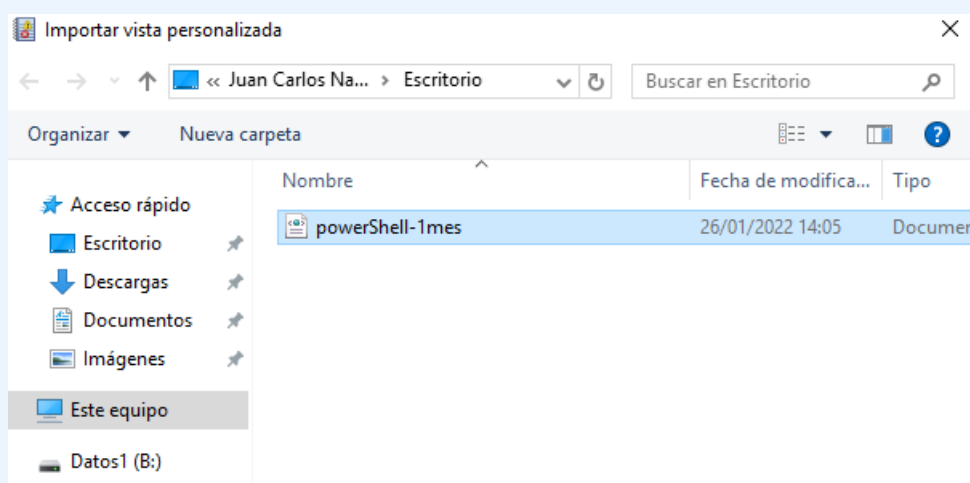 Importar vista personalizada
« Juan Carlos Na... > Escritorio
Buscar en Escritorio
Organizar
Nueva carpeta
?
Nombre
Fecha de modifica...
Tipo
Acceso rápido
powerShell-1mes
26/01/2022 14:05
Documen
Escritorio
Descargas
Documentos
Imágenes
Este equipo
Datos1 (B:)